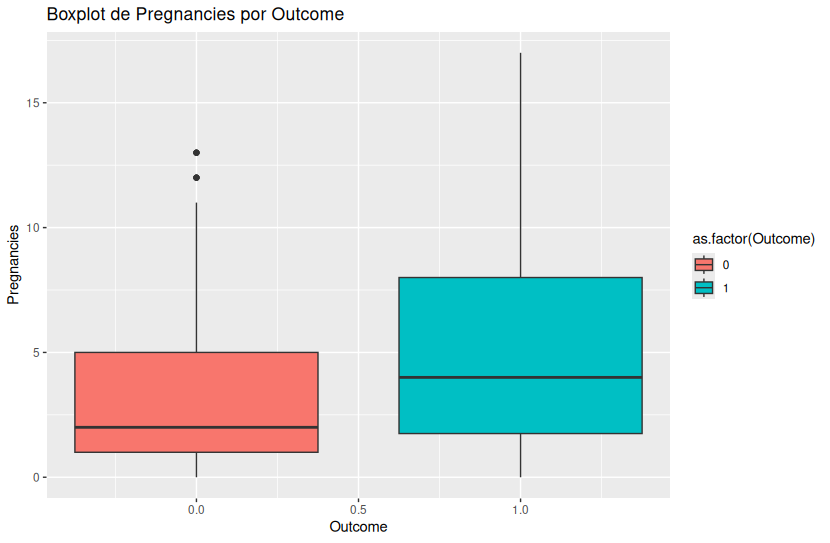 Boxplot de Pregnancies por Outcome
15
10
5
0
Pregnancies
0.0
0.5
1.0
Outcome
as.factor(Outcome)
0
1